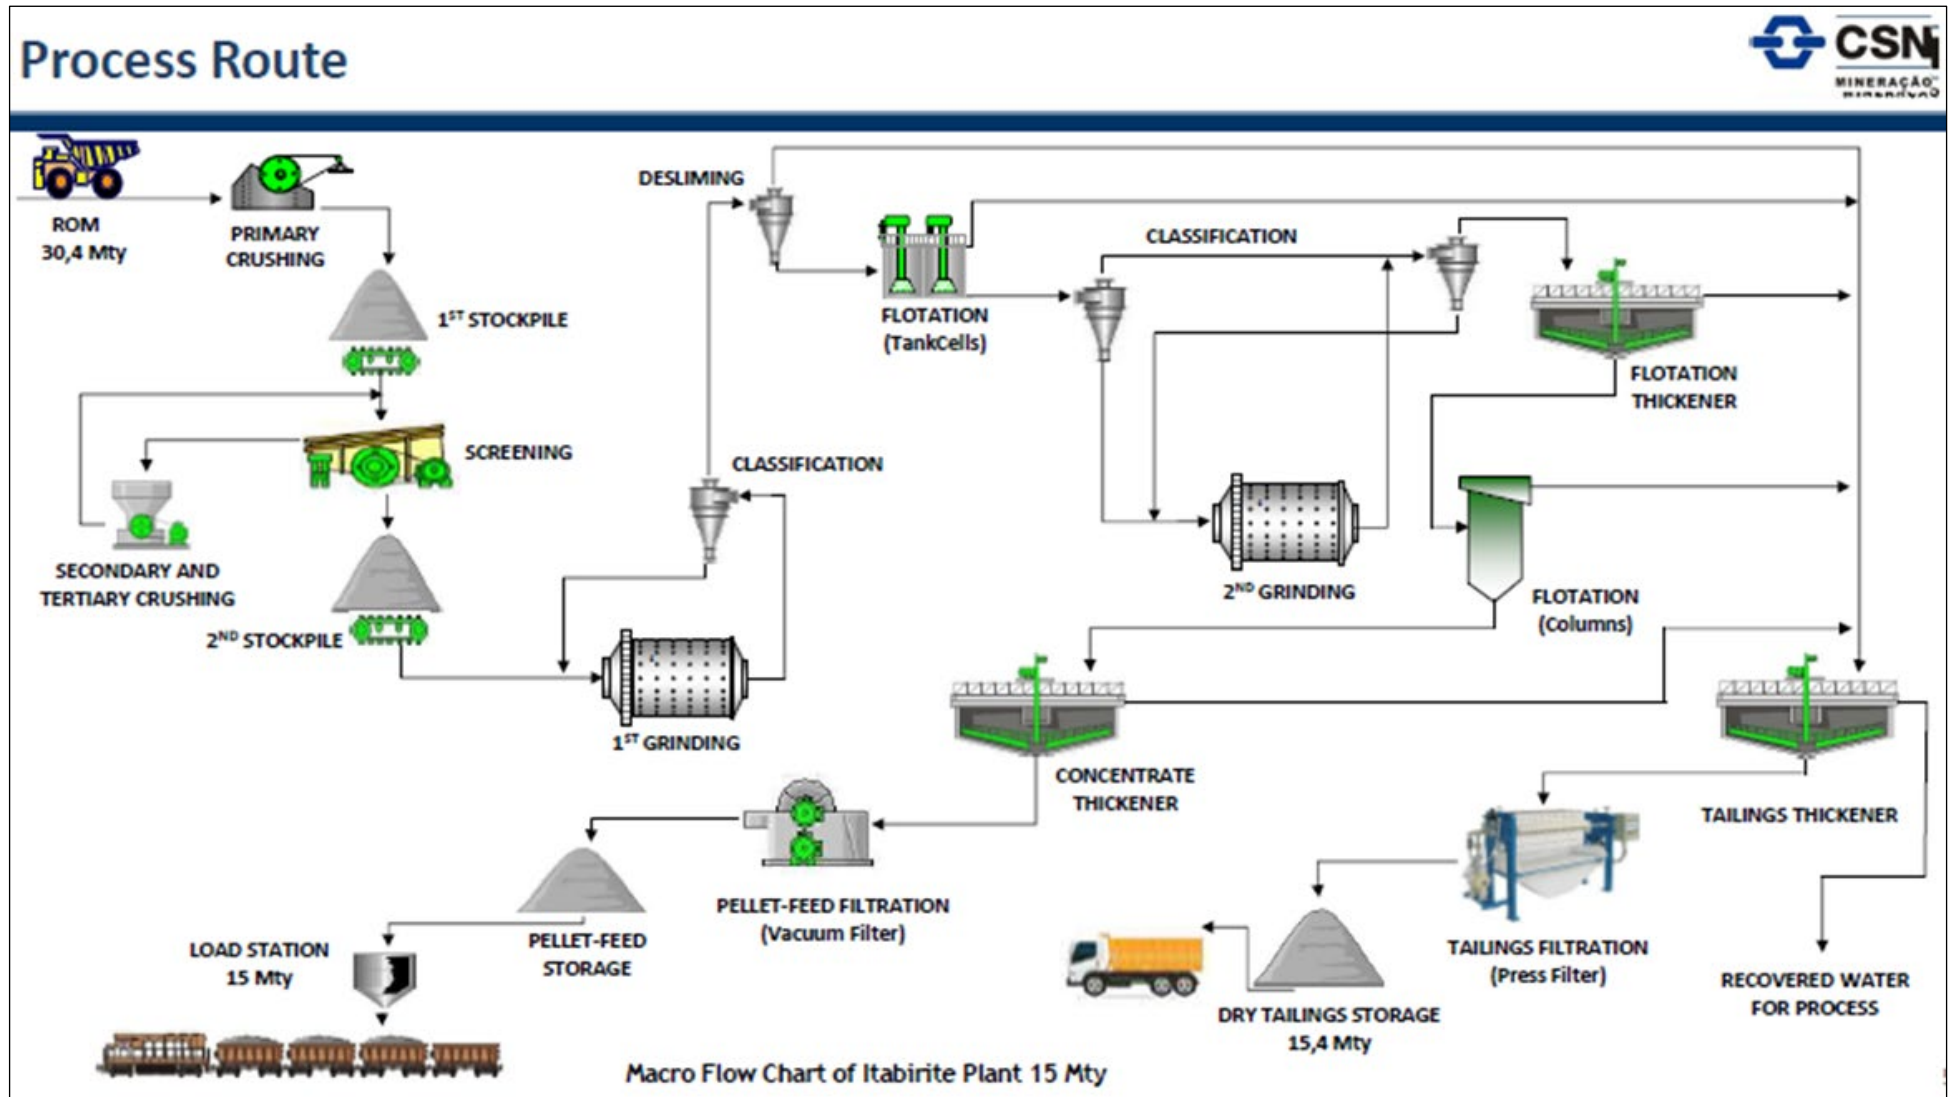 Process Route
CSN
MINERAÇÃO
ROM
30,4 Mty
PRIMARY
CRUSHING
1ST STOCKPILE
SCREENING
SECONDARY AND
TERTIARY CRUSHING
2ND STOCKPILE
1ST GRINDING
CLASSIFICATION
DESLIMING
FLOTATION
(TankCells)
CLASSIFICATION
2ND GRINDING
FLOTATION
THICKENER
FLOTATION
(Columns)
CONCENTRATE
THICKENER
TAILINGS THICKENER
PELLET-FEED FILTRATION
(Vacuum Filter)
PELLET-FEED
STORAGE
LOAD STATION
15 Mty
TAILINGS FILTRATION
(Press Filter)
DRY TAILINGS STORAGE
15,4 Mty
RECOVERED WATER
FOR PROCESS
Macro Flow Chart of Itabirite Plant 15 Mty